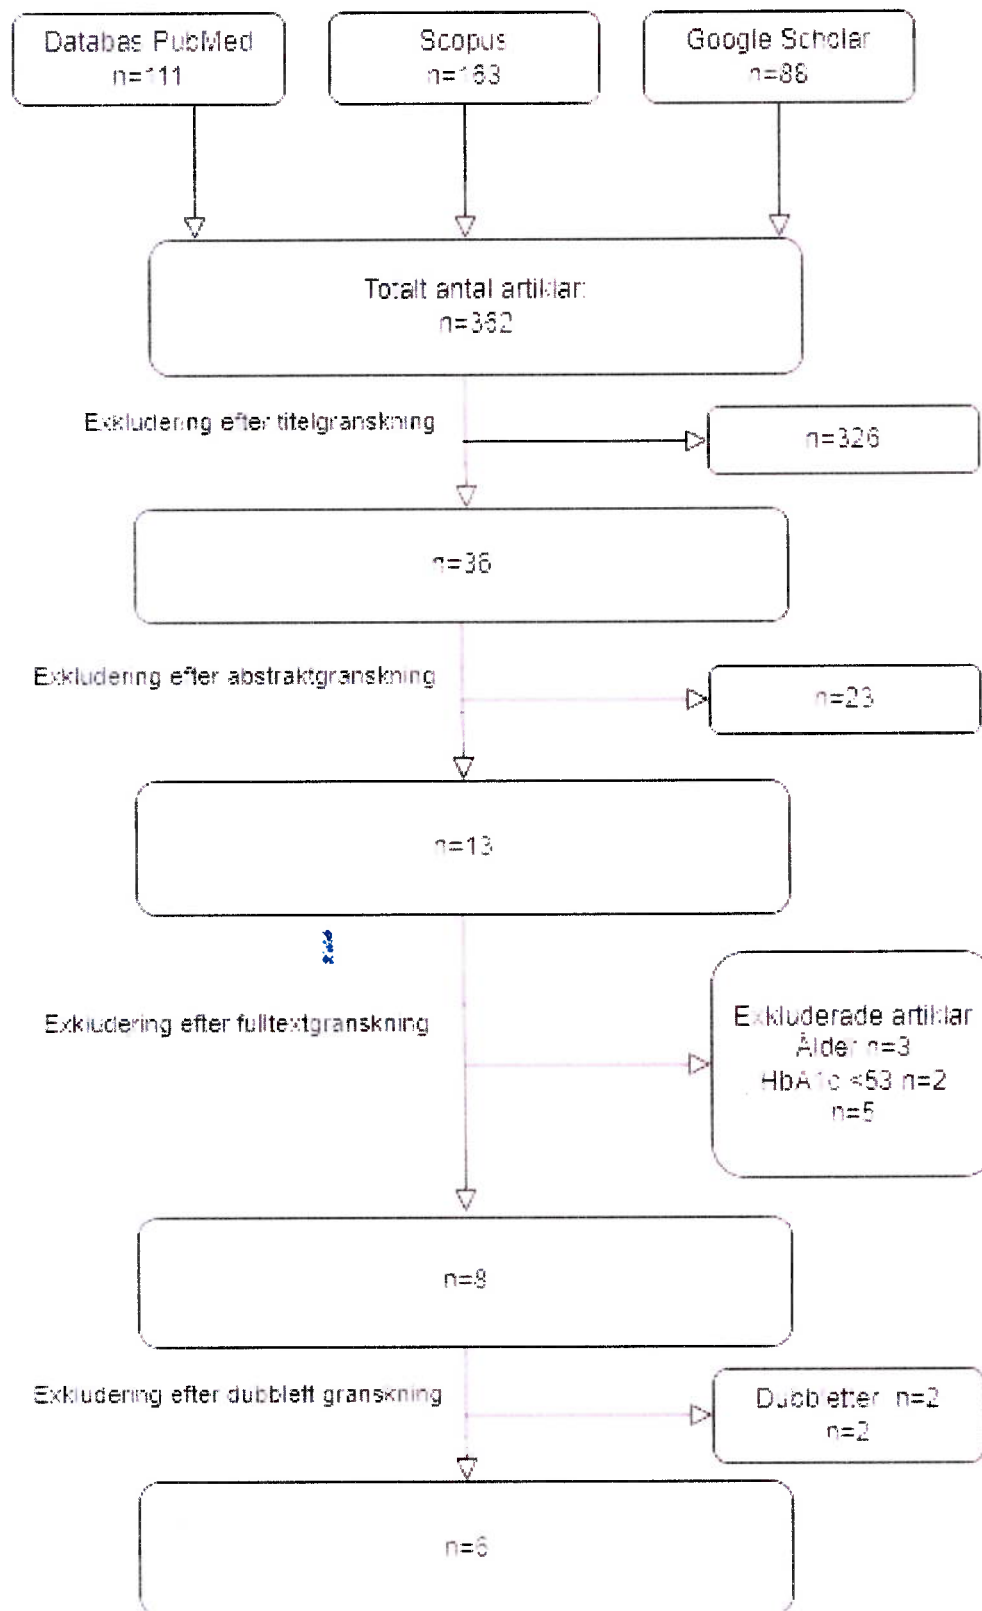 Databas PubMed
n=111
Scopus
n=163
Google Scholar
n=88
Totalt antal artiklar:
n=362
Exkludering efter titelgranskning
n=326
n=36
Exkludering efter abstraktgranskning
n=23
n=13
Exkludering efter fulltextgranskning
Exkluderade artiklar
Ålder n=3
HbA1c <53 n=2
n=5
n=8
Exkludering efter dubblett granskning
Dubbletter n=2
n=2
n=6